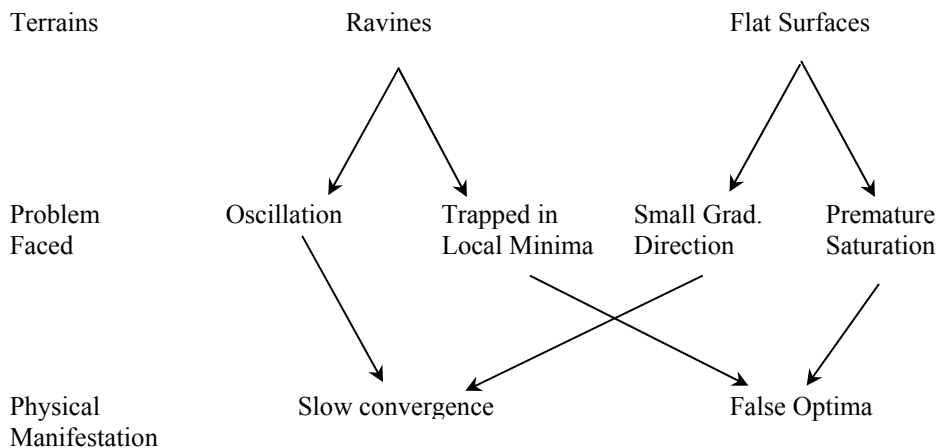 Terrains Ravines Flat Surfaces
Problem Oscillation Trapped in Small Grad. Premature
Faced Local Minima Direction Saturation
Physical Slow convergence False Optima
Manifestation